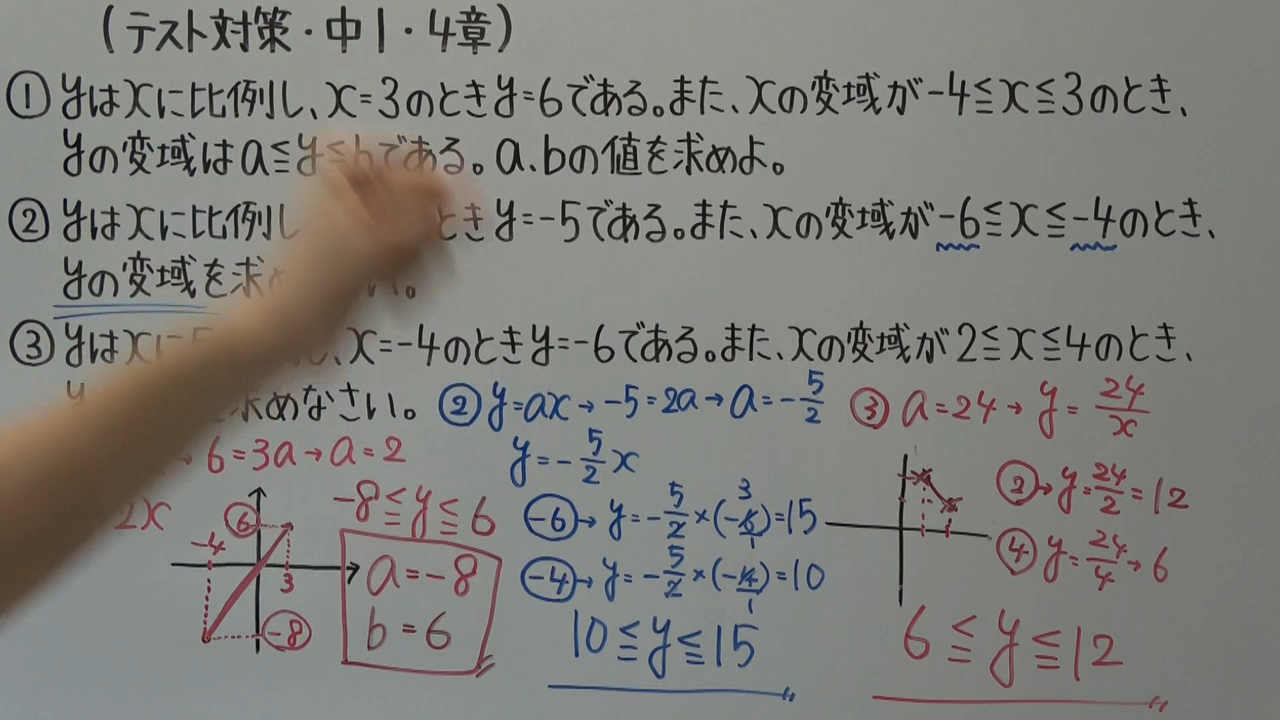 (テスト対策・中1・4章)
① yはxに比例し、x=3のときy=6である。また、xの変域が-4≦x≦3のとき、
yの変域はa≦y≦bである。a.bの値を求めよ。
② yはxに比例し ときy=-5である。また、xの変域が-6≦x≦-4のとき、
yの変域を求め い。
③ yはxに し、x=-4のときy=-6である。また、xの変域が2≦x≦4のとき、
y 求めなさい。
→ 6=3a→a=2
2x
-8≦y≦6
6
-4
3
-8
a=-8
b=6
② y=ax→-5=2a→a=-5/2
y=-5/2x
-6→y=-5/2×(-6/1)=15
3
-4→y=-5/2×(-4/1)=10
10≦y≦15
③ a=24→y=24/x
2→y=24/2=12
4 y=24/4→6
6≦y≦12